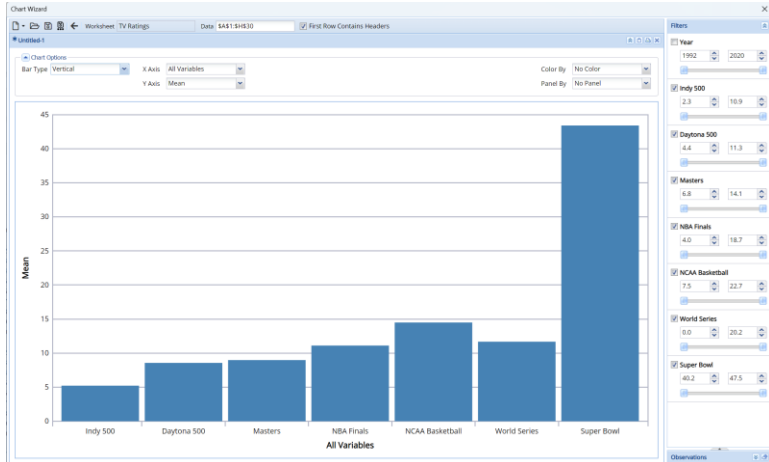 Chart Wizard
Worksheet TV Ratings Data $A$1:$H$30 First Row Contains Headers
*Untitled-1
Chart Options
Bar Type Vertical X Axis All Variables Color By No Color
Y Axis Mean Panel By No Panel
45
40
35
30
25
20
15
10
5
0
Mean
Indy 500 Daytona 500 Masters NBA Finals NCAA Basketball World Series Super Bowl
All Variables
Filters
Year
1992 2020
Indy 500
2.3 10.9
Daytona 500
4.4 11.3
Masters
6.8 14.1
NBA Finals
4.0 18.7
NCAA Basketball
7.5 22.7
World Series
0.0 20.2
Super Bowl
40.2 47.5
Observations